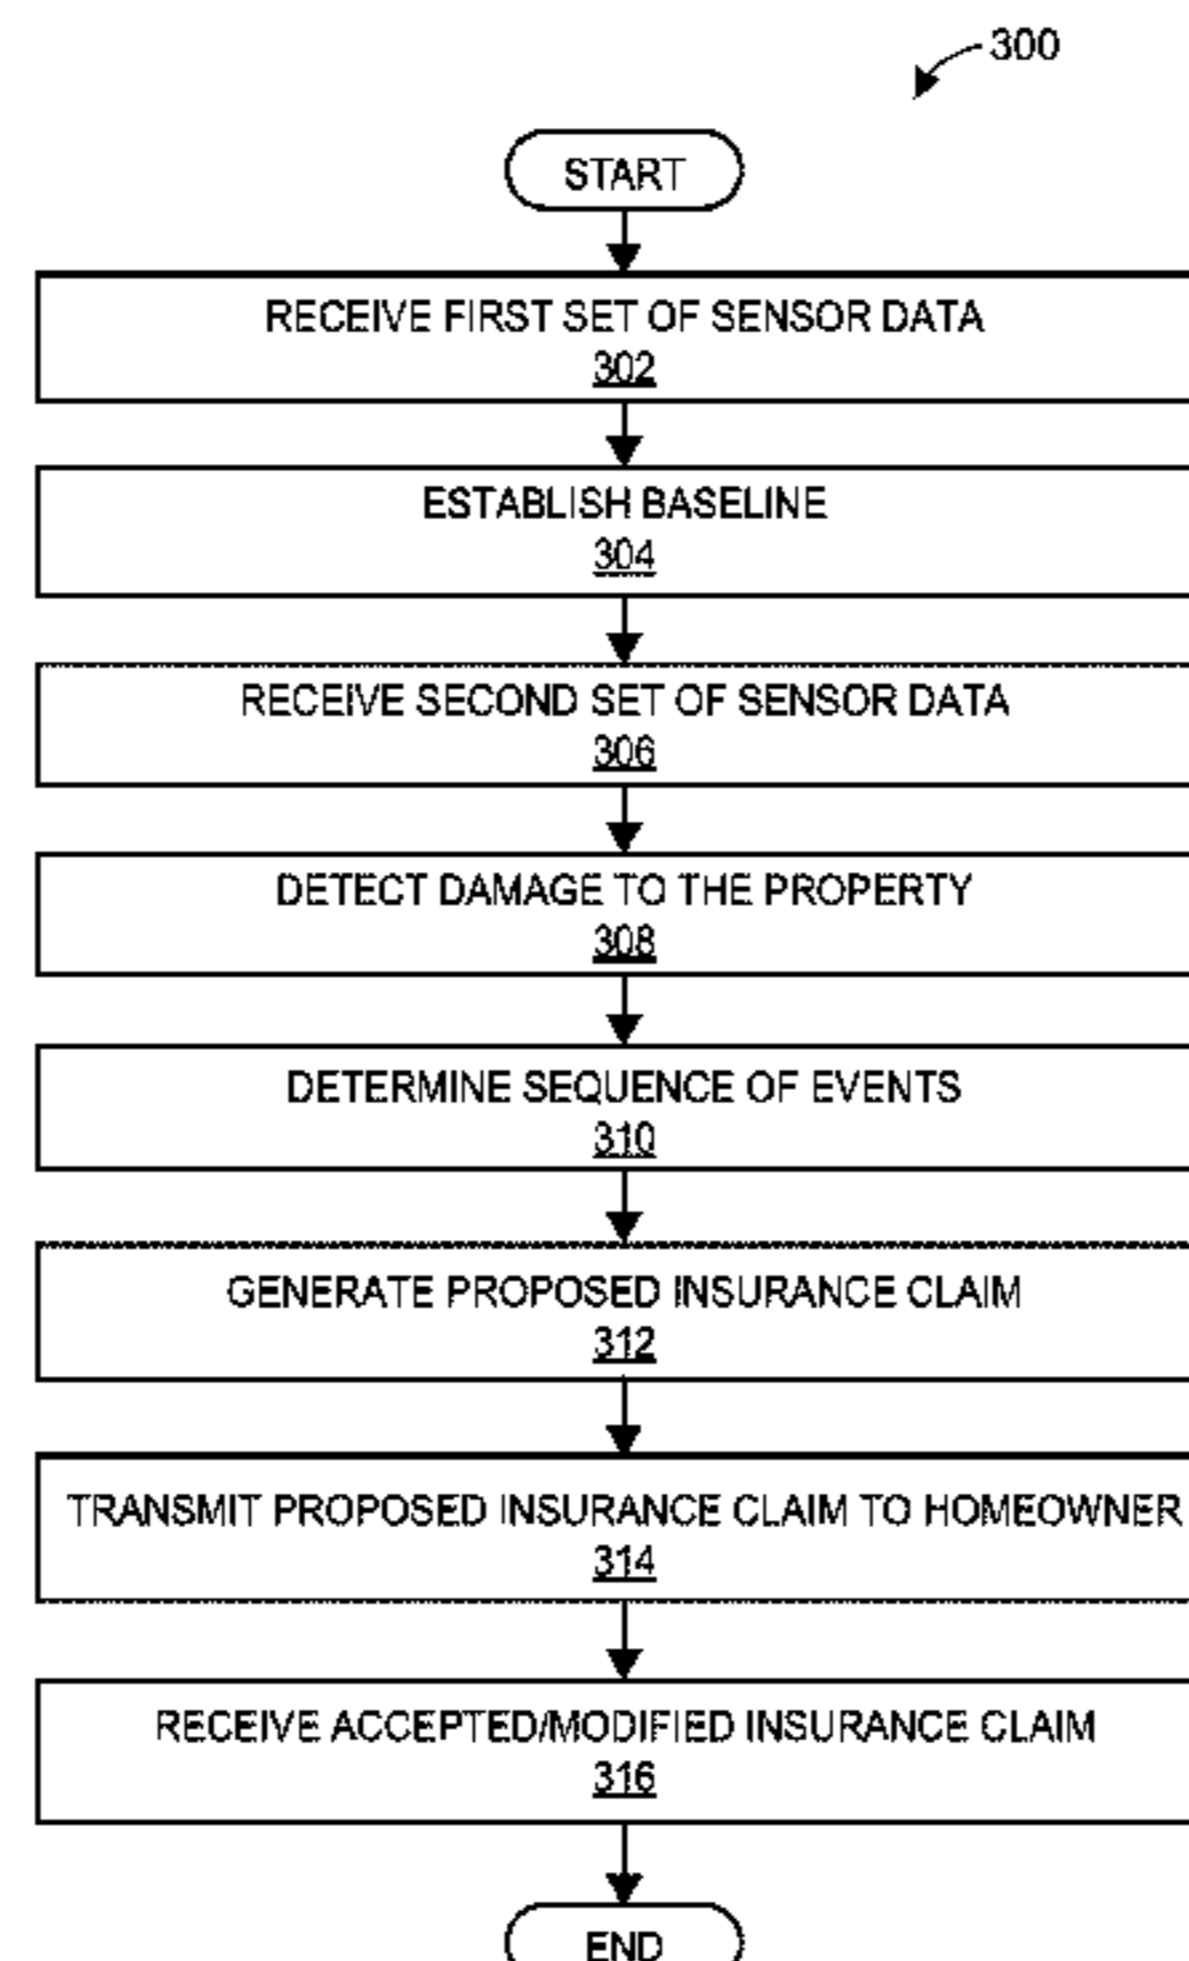 300
START
RECEIVE FIRST SET OF SENSOR DATA
302
ESTABLISH BASELINE
304
RECEIVE SECOND SET OF SENSOR DATA
306
DETECT DAMAGE TO THE PROPERTY
308
DETERMINE SEQUENCE OF EVENTS
310
GENERATE PROPOSED INSURANCE CLAIM
312
TRANSMIT PROPOSED INSURANCE CLAIM TO HOMEOWNER
314
RECEIVE ACCEPTED/MODIFIED INSURANCE CLAIM
316
END